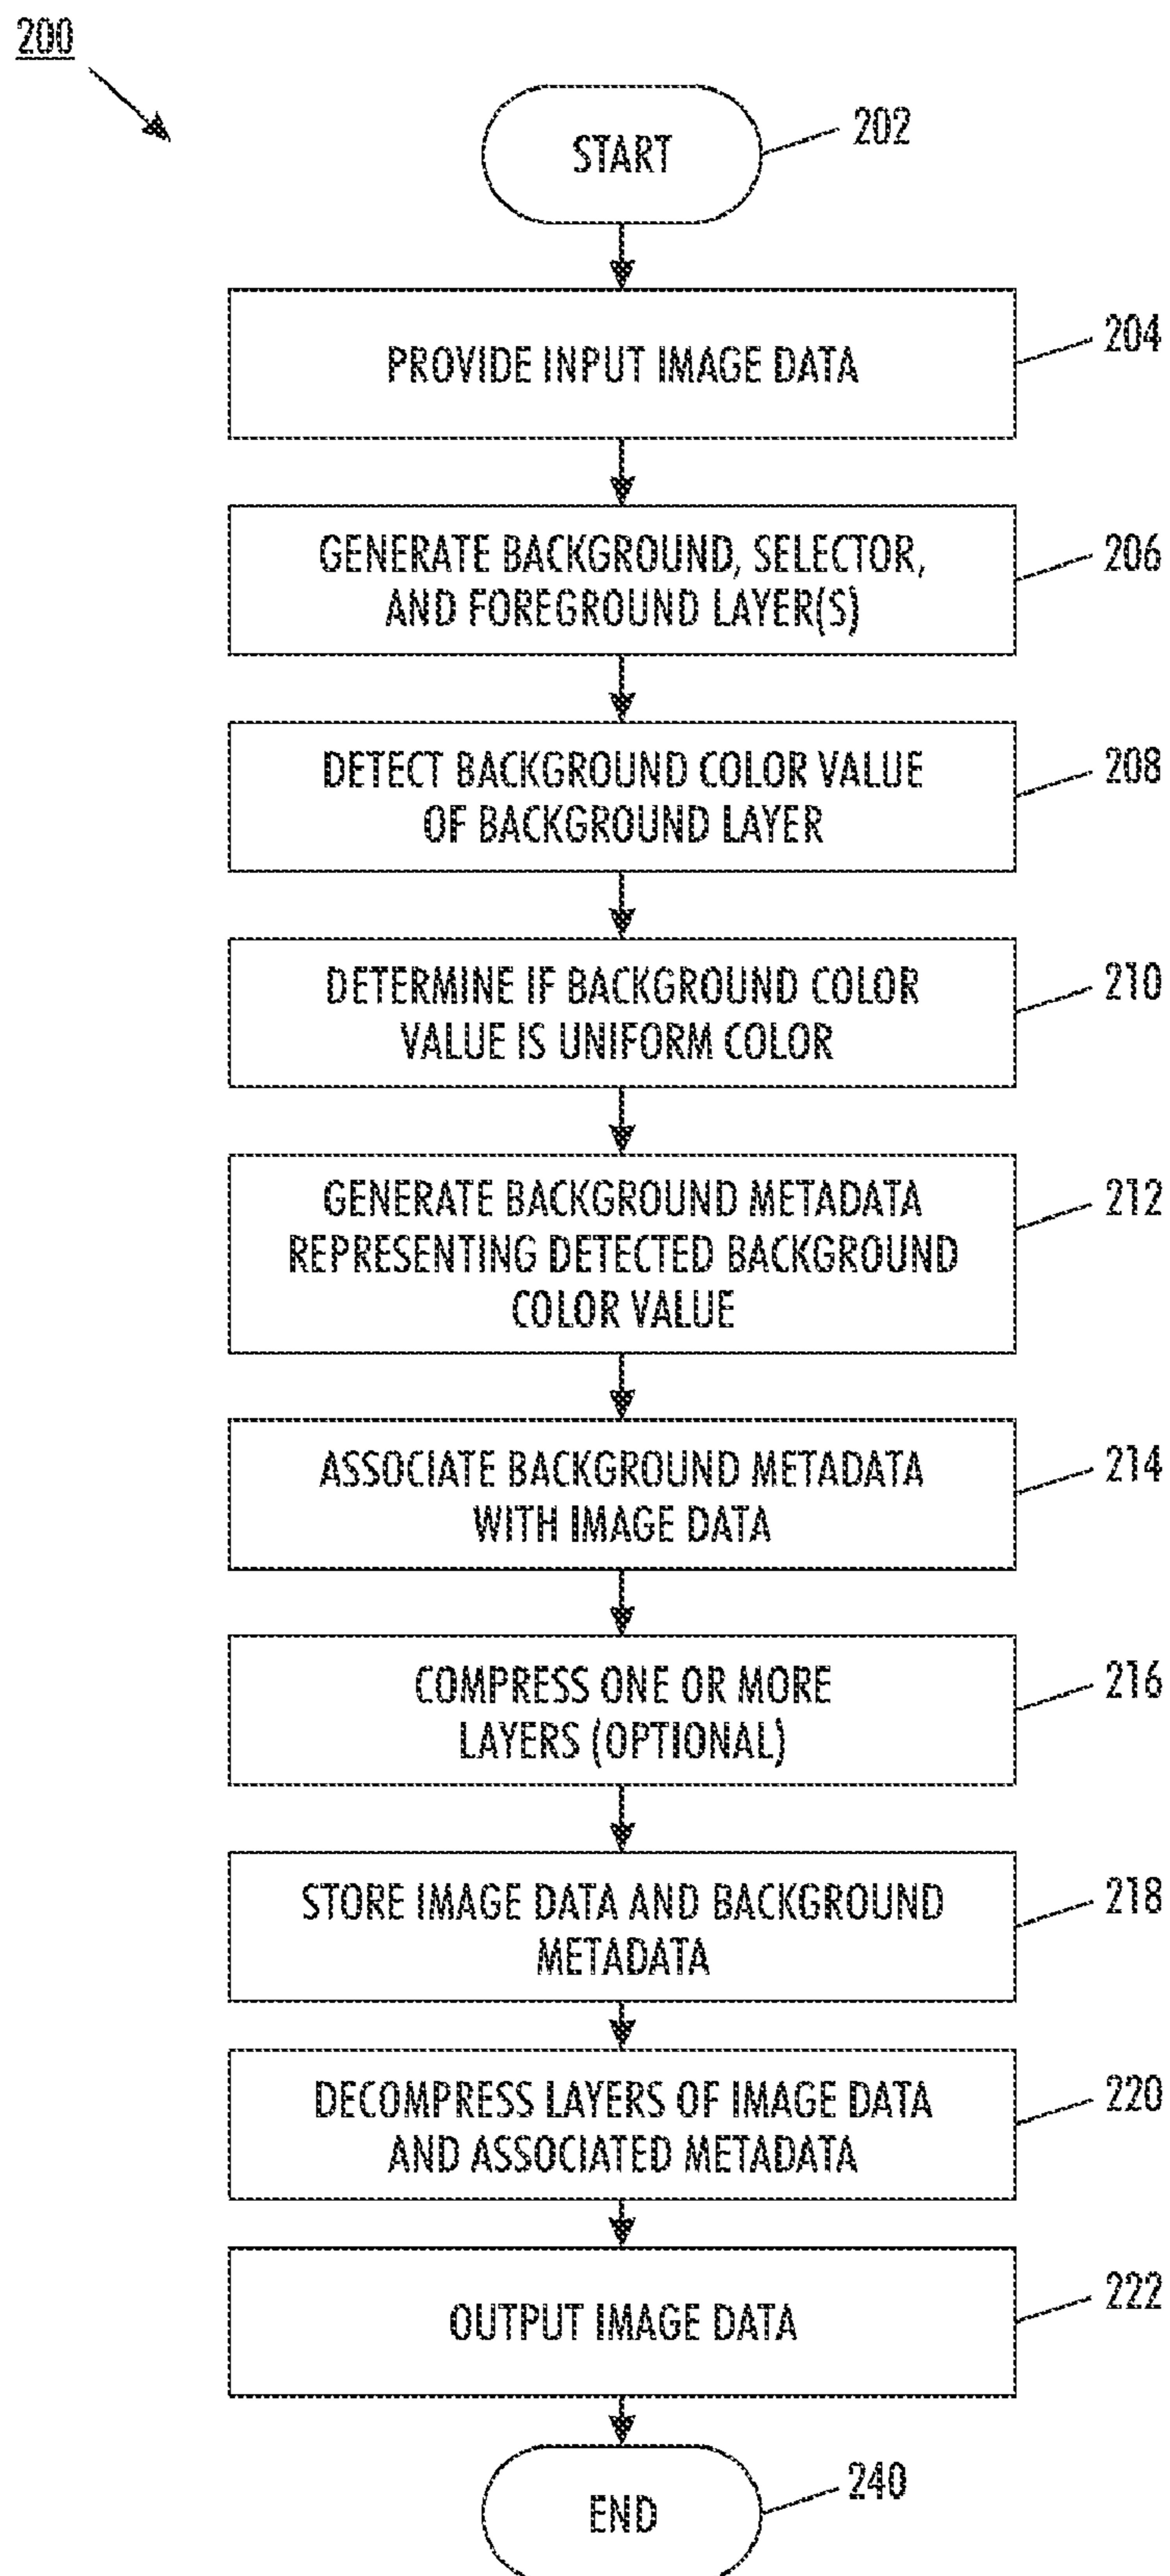 200
START
202
PROVIDE INPUT IMAGE DATA
204
GENERATE BACKGROUND, SELECTOR,
AND FOREGROUND LAYER(S)
206
DETECT BACKGROUND COLOR VALUE
OF BACKGROUND LAYER
208
DETERMINE IF BACKGROUND COLOR
VALUE IS UNIFORM COLOR
210
GENERATE BACKGROUND METADATA
REPRESENTING DETECTED BACKGROUND
COLOR VALUE
212
ASSOCIATE BACKGROUND METADATA
WITH IMAGE DATA
214
COMPRESS ONE OR MORE
LAYERS (OPTIONAL)
216
STORE IMAGE DATA AND BACKGROUND
METADATA
218
DECOMPRESS LAYERS OF IMAGE DATA
AND ASSOCIATED METADATA
220
OUTPUT IMAGE DATA
222
END
240